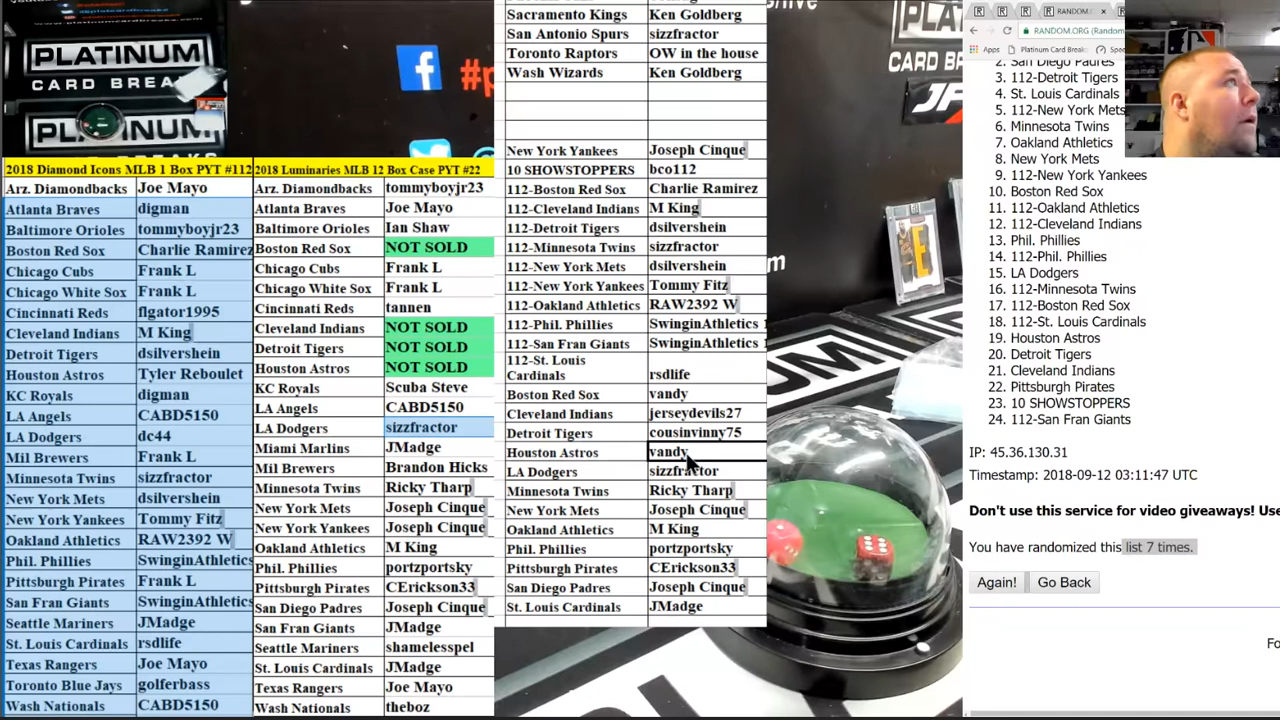 www.platinumcardbreaks.com
PLATINUM
CARD BREA
PLATINUM
BREAKS
f
#p
2018 Diamond Icons MLB 1 Box PYT #112
Arz. Diamondbacks Joe Mayo
Atlanta Braves digman
Baltimore Orioles tommyboyjr23
Boston Red Sox Charlie Ramirez
Chicago Cubs Frank L
Chicago White Sox Frank L
Cincinnati Reds flgator1995
Cleveland Indians M King
Detroit Tigers dsilvershein
Houston Astros Tyler Reboulet
KC Royals digman
LA Angels CABD5150
LA Dodgers dc44
Mil Brewers Frank L
Minnesota Twins sizzfractor
New York Mets dsilvershein
New York Yankees Tommy Fitz
Oakland Athletics RAW2392 W
Phil. Phillies SwinginAthletics
Pittsburgh Pirates Frank L
San Fran Giants SwinginAthletics
Seattle Mariners JMadge
St. Louis Cardinals rsdlife
Texas Rangers Joe Mayo
Toronto Blue Jays golferbass
Wash Nationals CABD5150
2018 Luminaries MLB 12 Box Case PYT #22
Arz. Diamondbacks tommyboyjr23
Atlanta Braves Joe Mayo
Baltimore Orioles Ian Shaw
Boston Red Sox NOT SOLD
Chicago Cubs Frank L
Chicago White Sox Frank L
Cincinnati Reds tannen
Cleveland Indians NOT SOLD
Detroit Tigers NOT SOLD
Houston Astros NOT SOLD
KC Royals Scuba Steve
LA Angels CABD5150
LA Dodgers sizzfractor
Miami Marlins JMadge
Mil Brewers Brandon Hicks
Minnesota Twins Ricky Tharp
New York Mets Joseph Cinque
New York Yankees Joseph Cinque
Oakland Athletics M King
Phil. Phillies portzportsky
Pittsburgh Pirates CErickson33
San Diego Padres Joseph Cinque
San Fran Giants JMadge
Seattle Mariners shamelesspel
St. Louis Cardinals JMadge
Texas Rangers Joe Mayo
Wash Nationals theboz
Sacramento Kings Ken Goldberg
San Antonio Spurs sizzfractor
Toronto Raptors OW in the house
Wash Wizards Ken Goldberg
New York Yankees Joseph Cinque
10 SHOWSTOPPERS bco112
112-Boston Red Sox Charlie Ramirez
112-Cleveland Indians M King
112-Detroit Tigers dsilvershein
112-Minnesota Twins sizzfractor
112-New York Mets dsilvershein
112-New York Yankees Tommy Fitz
112-Oakland Athletics RAW2392 W
112-Phil. Phillies SwinginAthletics 1
112-San Fran Giants SwinginAthletics 1
112-St. Louis
Cardinals rsdlife
Boston Red Sox vandy
Cleveland Indians jerseydevils27
Detroit Tigers cousinvinny75
Houston Astros vandy
LA Dodgers sizzfractor
Minnesota Twins Ricky Tharp
New York Mets Joseph Cinque
Oakland Athletics M King
Phil. Phillies portzportsky
Pittsburgh Pirates CErickson33
San Diego Padres Joseph Cinque
St. Louis Cardinals JMadge
PLA
CARD B
JP
m
E
RANDOM.
RANDOM.ORG (Random
Apps Platinum Card Break Spee
2. San Diego Padres
3. 112-Detroit Tigers
4. St. Louis Cardinals
5. 112-New York Mets
6. Minnesota Twins
7. Oakland Athletics
8. New York Mets
9. 112-New York Yankees
10. Boston Red Sox
11. 112-Oakland Athletics
12. 112-Cleveland Indians
13. Phil. Phillies
14. 112-Phil. Phillies
15. LA Dodgers
16. 112-Minnesota Twins
17. 112-Boston Red Sox
18. 112-St. Louis Cardinals
19. Houston Astros
20. Detroit Tigers
21. Cleveland Indians
22. Pittsburgh Pirates
23. 10 SHOWSTOPPERS
24. 112-San Fran Giants
IP: 45.36.130.31
Timestamp: 2018-09-12 03:11:47 UTC
Don't use this service for video giveaways! Use
You have randomized this list 7 times.
Again! Go Back
Fo